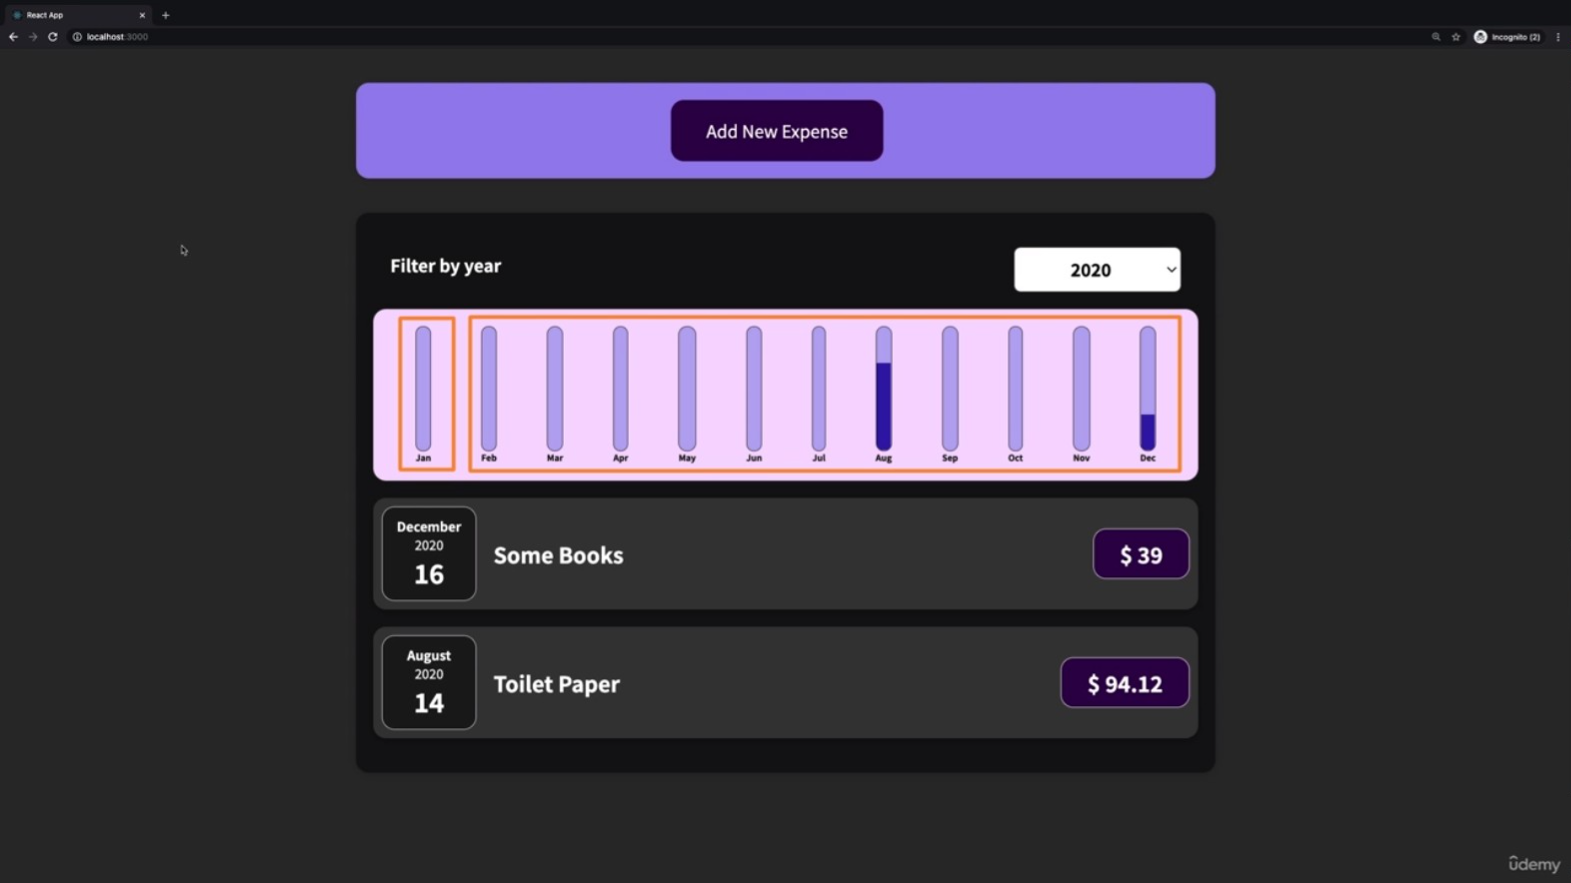 React App
localhost:3000
Incognito (2)
Add New Expense
Filter by year
2020
Jan Feb Mar Apr May Jun Jul Aug Sep Oct Nov Dec
December
2020
16
Some Books
$ 39
August
2020
14
Toilet Paper
$ 94.12
ûdemy